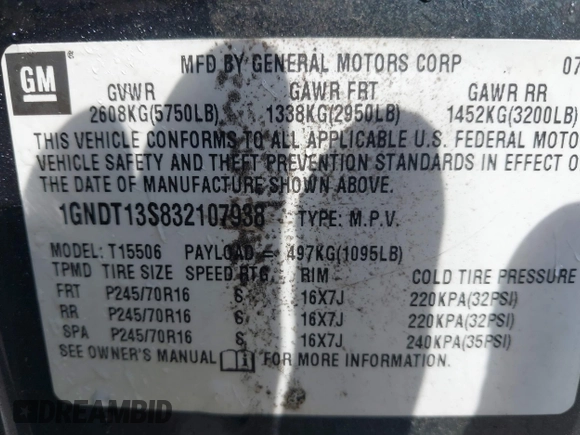 GM
MFD BY GENERAL MOTORS CORP 07
GVWR GAWR FRT GAWR RR
2608KG(5750LB) 1338KG(2950LB) 1452KG(3200LB)
THIS VEHICLE CONFORMS TO ALL APPLICABLE U.S. FEDERAL MOTO
VEHICLE SAFETY AND THEFT PREVENTION STANDARDS IN EFFECT O
THE DATE OF MANUFACTURE SHOWN ABOVE.
1GNDT13S832107938 TYPE: M.P.V.
MODEL: T15506 PAYLOAD = 497KG(1095LB)
TPMD TIRE SIZE SPEED RTG RIM COLD TIRE PRESSURE
FRT P245/70R16 S 16X7J 220KPA(32PSI)
RR P245/70R16 S 16X7J 220KPA(32PSI)
SPA P245/70R16 S 16X7J 240KPA(35PSI)
SEE OWNER'S MANUAL FOR MORE INFORMATION.
DREAMBID